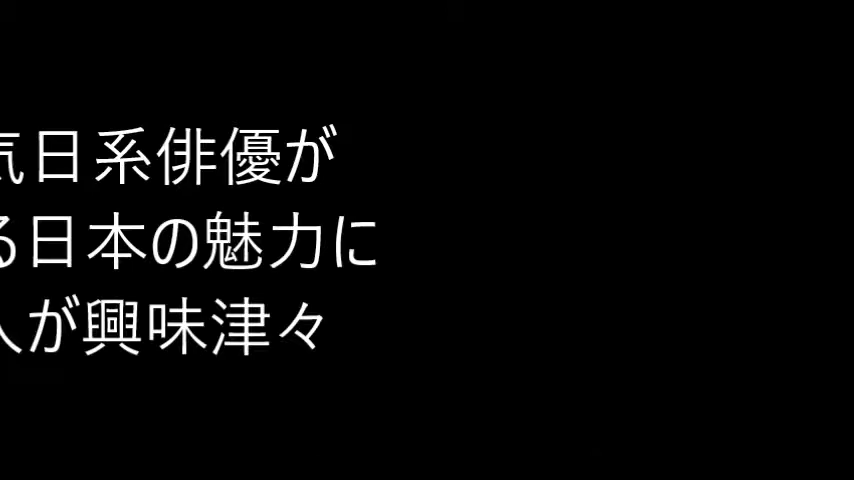 気日系俳優が
る日本の魅力に
人が興味津々